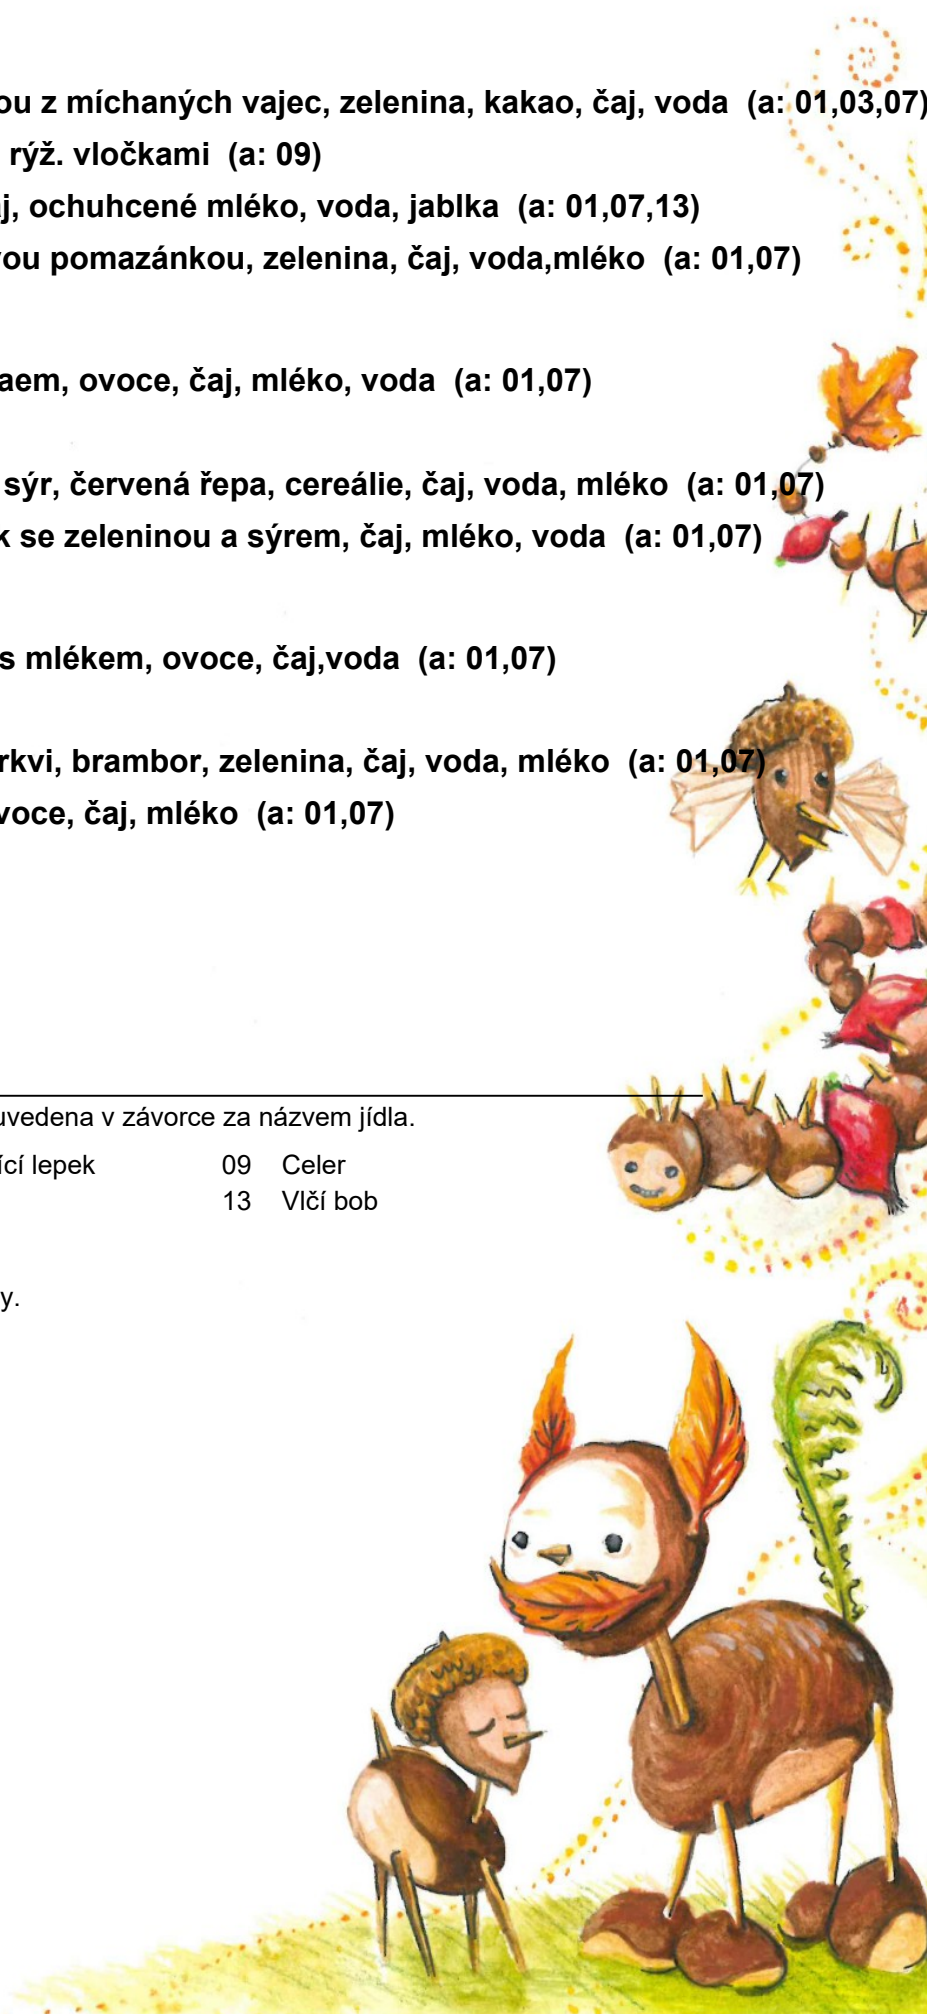 ou z míchaných vajec, zelenina, kakao, čaj, voda (a: 01,03,07)
rýž. vločkami (a: 09)
j, ochuhcené mléko, voda, jablka (a: 01,07,13)
vou pomazánkou, zelenina, čaj, voda,mléko (a: 01,07)
aem, ovoce, čaj, mléko, voda (a: 01,07)
sýr, červená řepa, cereálie, čaj, voda, mléko (a: 01,07)
k se zeleninou a sýrem, čaj, mléko, voda (a: 01,07)
s mlékem, ovoce, čaj,voda (a: 01,07)
rkvi, brambor, zelenina, čaj, voda, mléko (a: 01,07)
voce, čaj, mléko (a: 01,07)
uvedena v závorce za názvem jídla.
ící lepek 09 Celer
13 Vlčí bob
y.